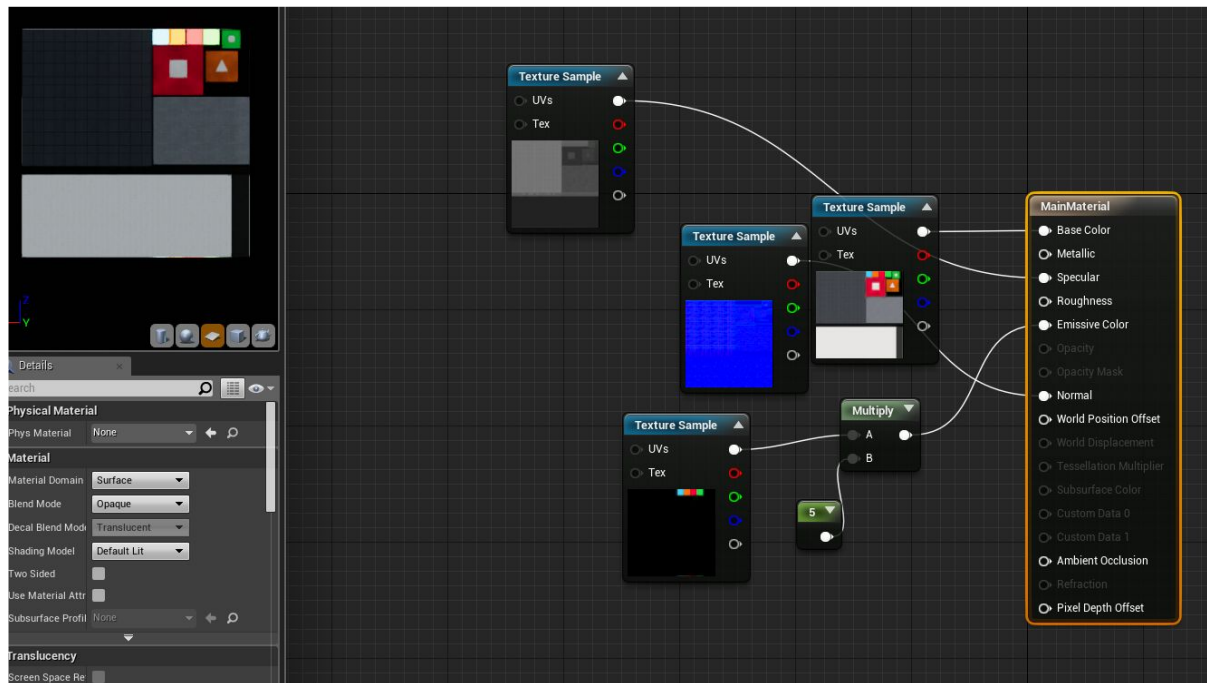 Z
Y
Details
earch
Physical Material
Phys Material None
Material
Material Domain Surface
Blend Mode Opaque
Decal Blend Mode Translucent
Shading Model Default Lit
Two Sided
Use Material Attr
Subsurface Profil None
Translucency
Screen Space Re
Texture Sample
UVs
Tex
Texture Sample
UVs
Tex
Texture Sample
UVs
Tex
Texture Sample
UVs
Tex
Multiply
A
B
5
MainMaterial
Base Color
Metallic
Specular
Roughness
Emissive Color
Opacity
Opacity Mask
Normal
World Position Offset
World Displacement
Tessellation Multiplier
Subsurface Color
Custom Data 0
Custom Data 1
Ambient Occlusion
Refraction
Pixel Depth Offset